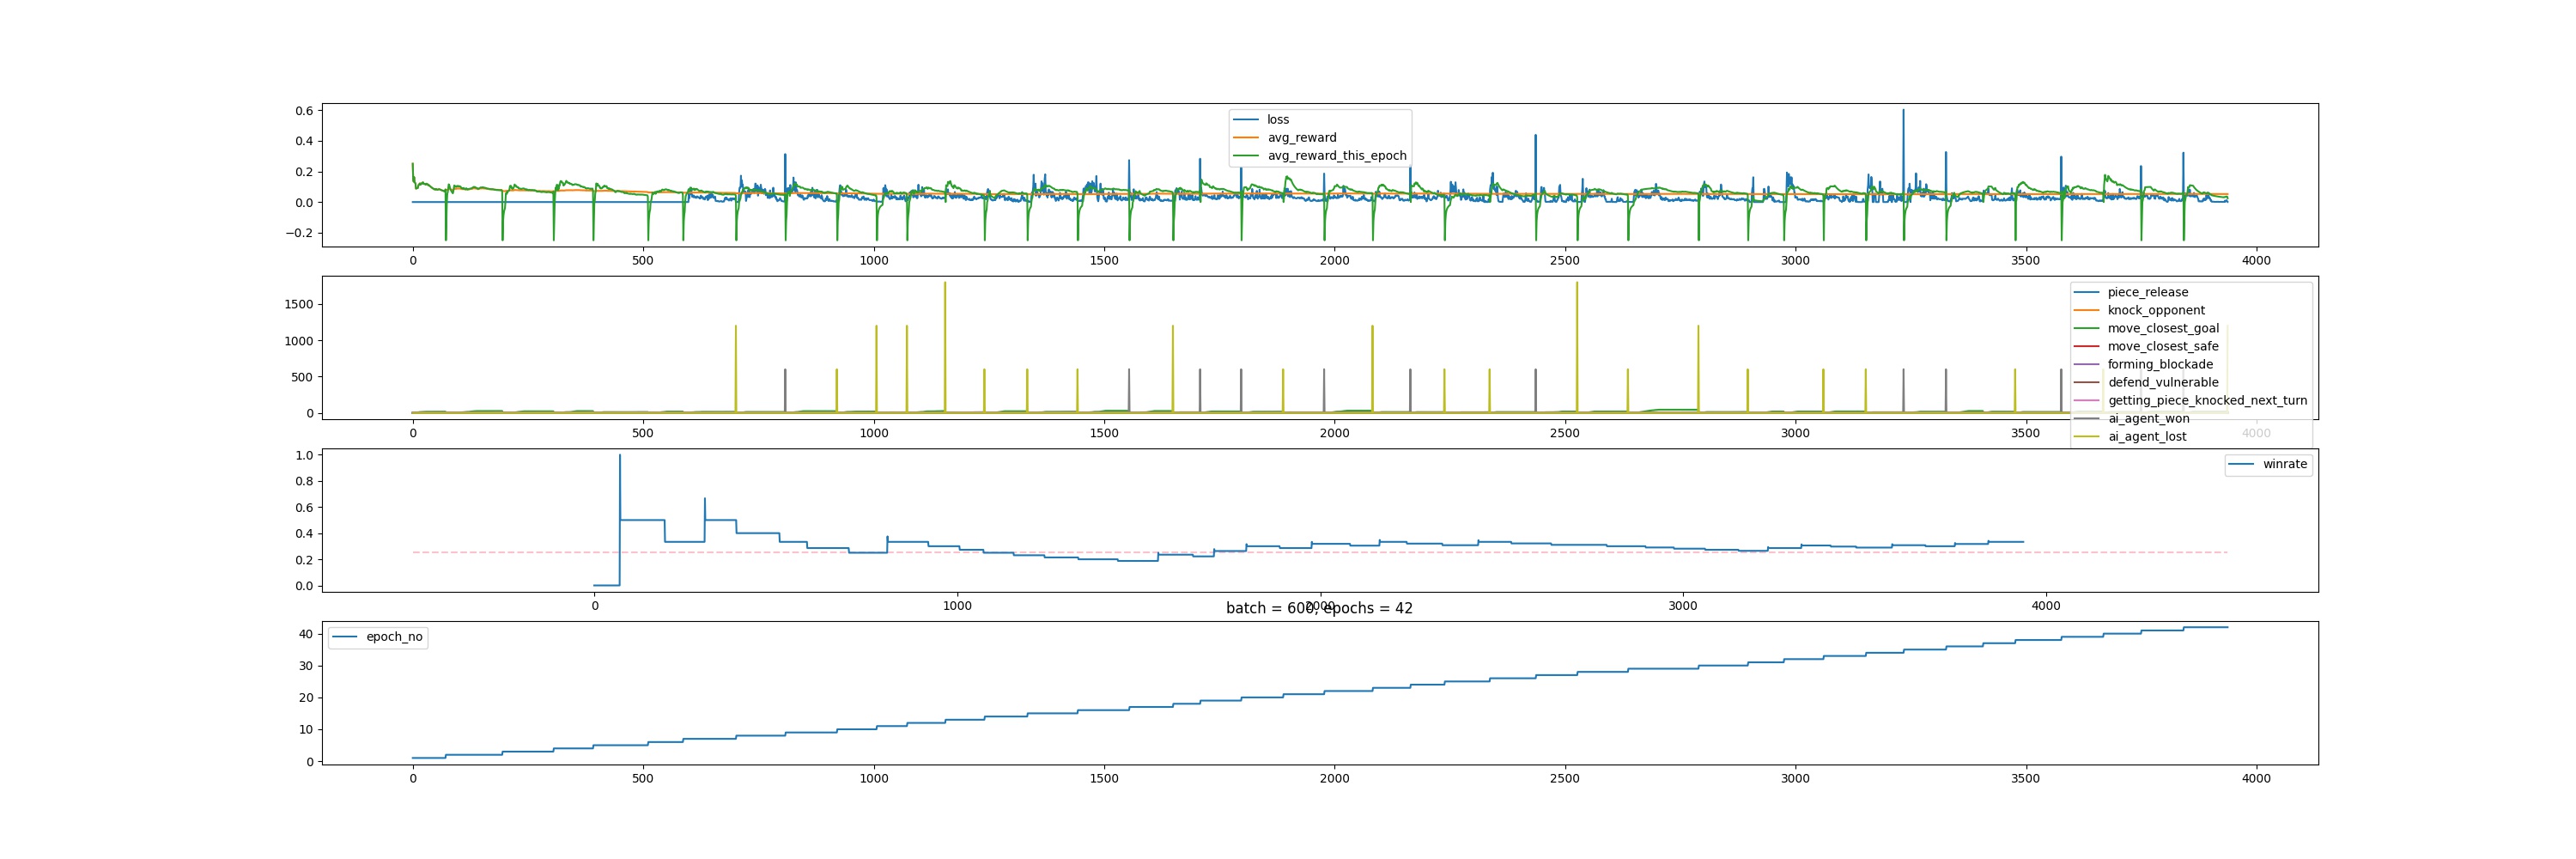 0.6
0.4
0.2
0.0
−0.2
loss
avg_reward
avg_reward_this_epoch
0 500 1000 1500 2000 2500 3000 3500 4000
1500
1000
500
0
piece_release
knock_opponent
move_closest_goal
move_closest_safe
forming_blockade
defend_vulnerable
getting_piece_knocked_next_turn
ai_agent_won
ai_agent_lost
0 500 1000 1500 2000 2500 3000 3500 4000
1.0
0.8
0.6
0.4
0.2
0.0
winrate
0 1000 2000 3000 4000
batch = 600, epochs = 42
40
30
20
10
0
epoch_no
0 500 1000 1500 2000 2500 3000 3500 4000